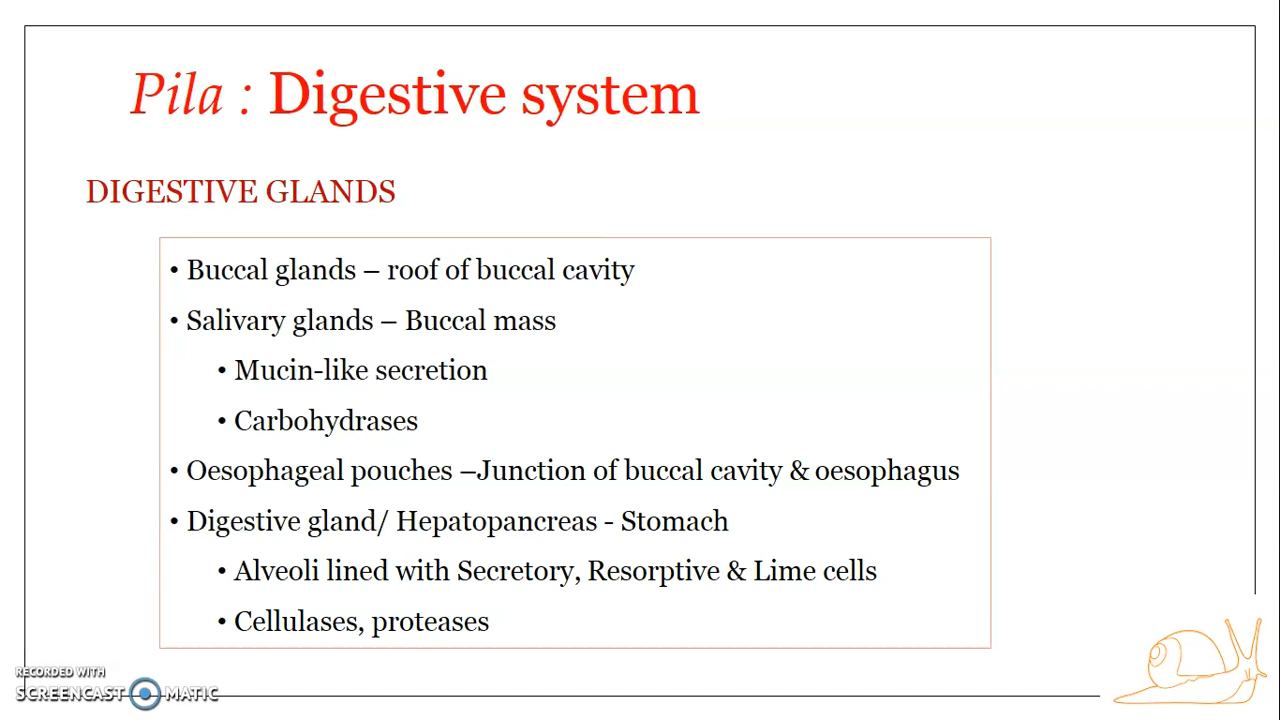 Pila : Digestive system
DIGESTIVE GLANDS
• Buccal glands – roof of buccal cavity
• Salivary glands – Buccal mass
• Mucin-like secretion
• Carbohydrases
• Oesophageal pouches –Junction of buccal cavity & oesophagus
• Digestive gland/ Hepatopancreas - Stomach
• Alveoli lined with Secretory, Resorptive & Lime cells
• Cellulases, proteases
RECORDED WITH
SCREENCAST MATIC